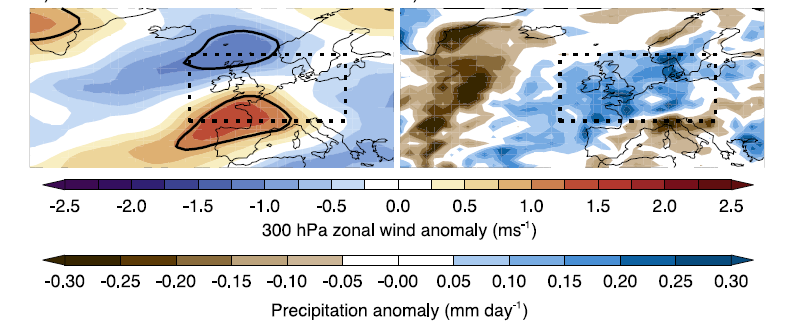 -2.5 -2.0 -1.5 -1.0 -0.5 0.0 0.5 1.0 1.5 2.0 2.5
300 hPa zonal wind anomaly (ms-1)
-0.30 -0.25 -0.20 -0.15 -0.10 -0.05 -0.00 0.05 0.10 0.15 0.20 0.25 0.30
Precipitation anomaly (mm day-1)